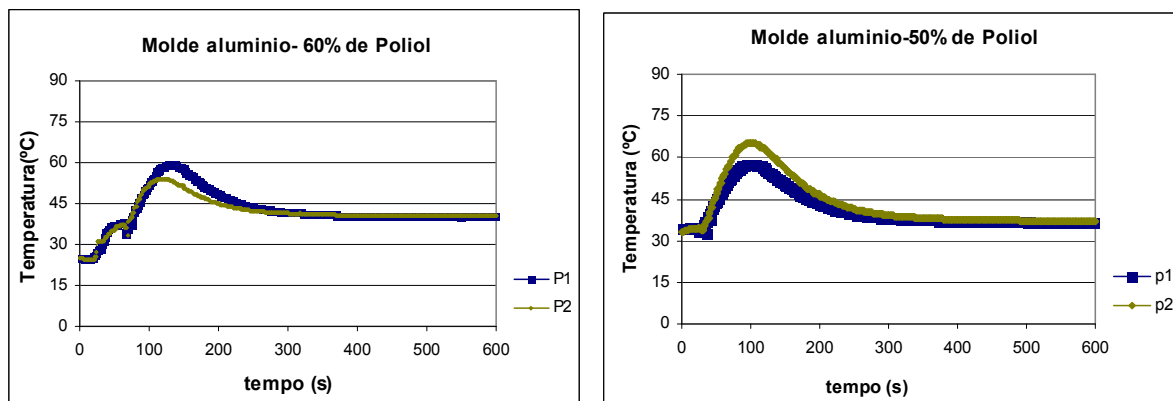 Molde aluminio- 60% de Poliol
90
75
60
45
30
15
0
Temperatura(ºC)
0 100 200 300 400 500 600
tempo (s)
P1
P2
Molde aluminio-50% de Poliol
90
75
60
45
30
15
0
Temperatura (ºC)
0 100 200 300 400 500 600
tempo (s)
p1
p2